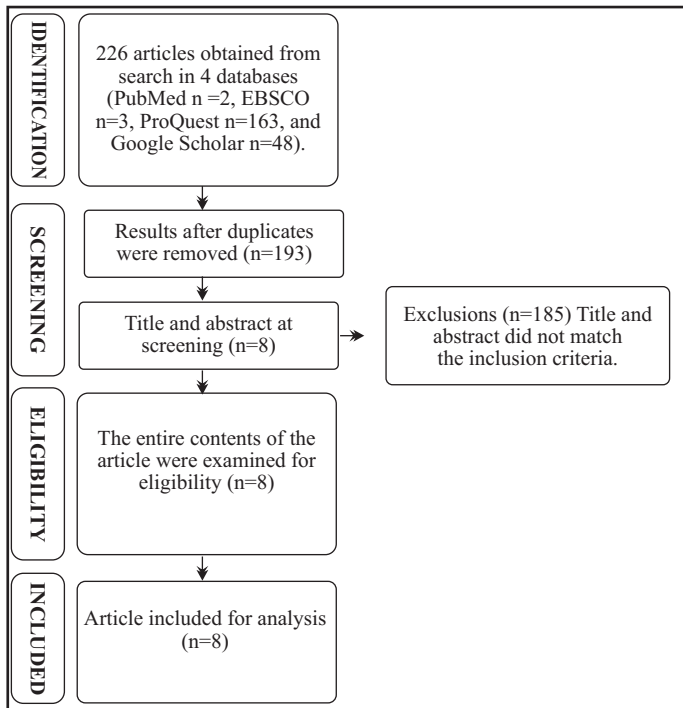 IDENTIFICATION
226 articles obtained from
search in 4 databases
(PubMed n =2, EBSCO
n=3, ProQuest n=163, and
Google Scholar n=48).
SCREENING
Results after duplicates
were removed (n=193)
Title and abstract at
screening (n=8)
Exclusions (n=185) Title and
abstract did not match
the inclusion criteria.
ELIGIBILITY
The entire contents of the
article were examined for
eligibility (n=8)
INCLUDED
Article included for analysis
(n=8)